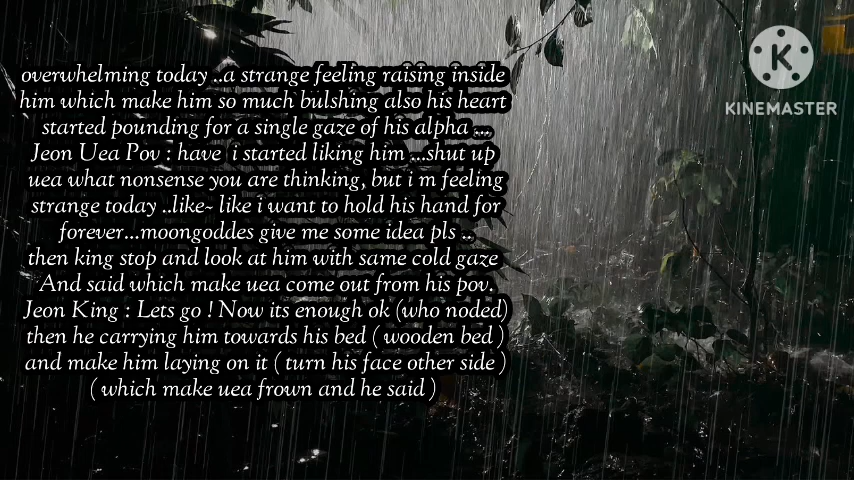 overwhelming today ..a strange feeling raising inside
him which make him so much bulshing also his heart
started pounding for a single gaze of his alpha ...
Jeon Uea Pov : have i started liking him ...shut up
uea what nonsense you are thinking, but i m feeling
strange today ..like~ like i want to hold his hand for
forever...moongoddes give me some idea pls ..
then king stop and look at him with same cold gaze
And said which make uea come out from his pov.
Jeon King : Lets go ! Now its enough ok (who noded)
then he carrying him towards his bed ( wooden bed )
and make him laying on it ( turn his face other side )
( which make uea frown and he said )
K
KINEMASTER